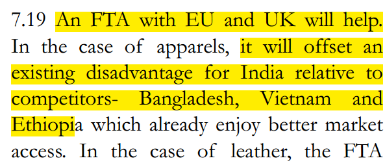 7.19 An FTA with EU and UK will help.
In the case of apparels, it will offset an
existing disadvantage for India relative to
competitors- Bangladesh, Vietnam and
Ethiopia which already enjoy better market
access. In the case of leather, the FTA